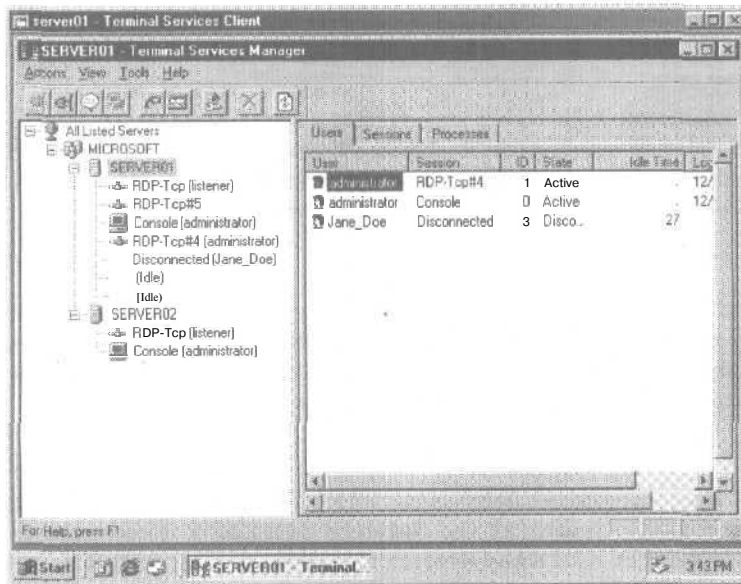 server01 - Terminal Services Client
SERVER01 - Terminal Services Manager
Actions View Tools Help
All Listed Servers
MICROSOFT
SERVER01
RDP-Tcp (listener)
RDP-Tcp#5
Console (administrator)
RDP-Tcp#4 (administrator)
Disconnected (Jane_Doe)
(Idle)
[Idle)
SERVER02
RDP-Tcp (listener)
Console (administrator)
Users Sessions Processes
User Session ID State Idle Time Log
administrator RDP-Tcp#4 1 Active . 12/
administrator Console 0 Active . 12/
Jane_Doe Disconnected 3 Disco... 27
For Help, press F1
Start SERVER01 - Terminal... 3:43 PM